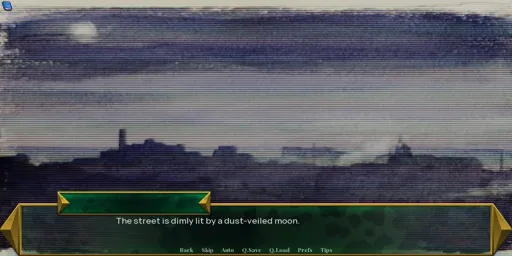 The street is dimly lit by a dust-veiled moon.
Back Skip Auto Q.Save Q.Load Prefs Tips